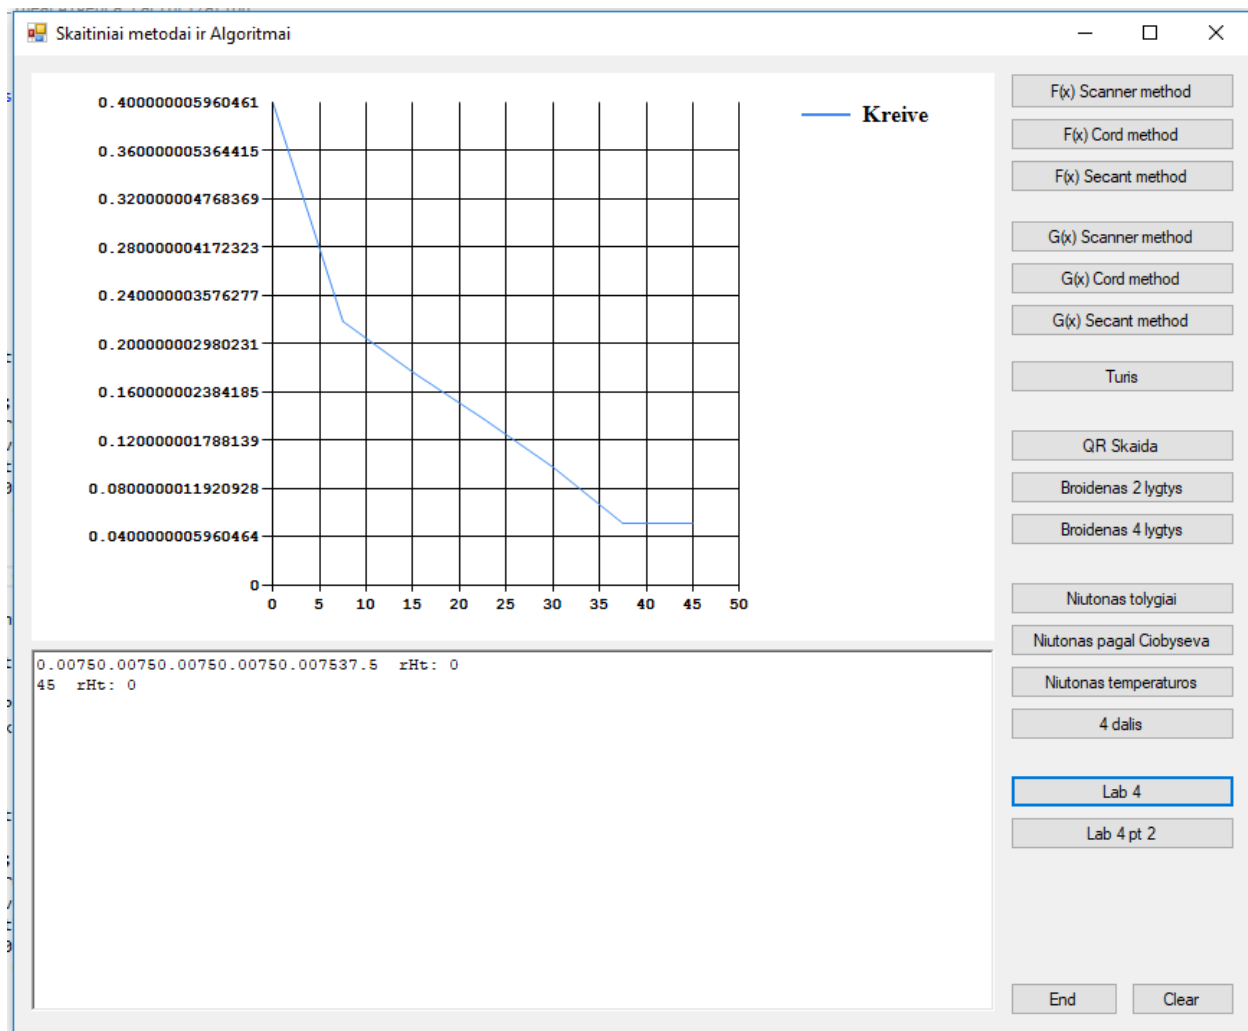 Skaitiniai metodai ir Algoritmai
0.400000005960461
0.360000005364415
0.320000004768369
0.280000004172323
0.240000003576277
0.200000002980231
0.160000002384185
0.120000001788139
0.0800000011920928
0.0400000005960464
0
0 5 10 15 20 25 30 35 40 45 50
Kreive
0.00750.00750.00750.00750.007537.5 rHt: 0
45 rHt: 0
F(x) Scanner method
F(x) Cord method
F(x) Secant method
G(x) Scanner method
G(x) Cord method
G(x) Secant method
Turis
QR Skaida
Broidenas 2 lygtys
Broidenas 4 lygtys
Niutonas tolygiai
Niutonas pagal Ciobyseva
Niutonas temperaturos
4 dalis
Lab 4
Lab 4 pt 2
End Clear